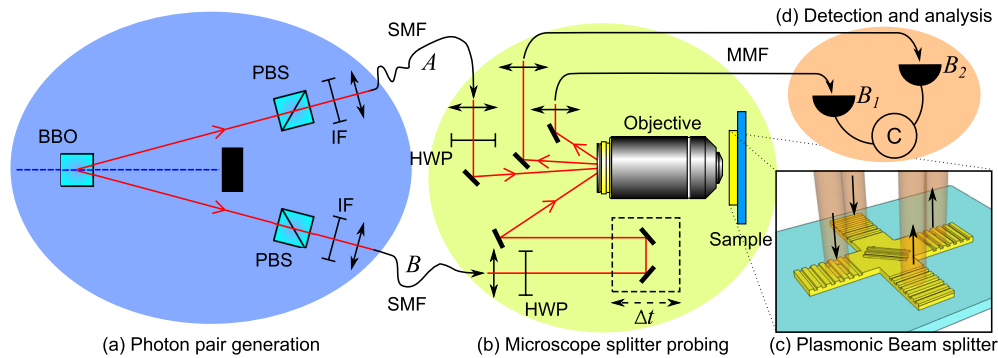 (d) Detection and analysis
SMF
A
PBS
MMF
B1
B2
C
BBO
IF
HWP
Objective
PBS
IF
B
SMF
HWP
Δt
Sample
(a) Photon pair generation
(b) Microscope splitter probing
(c) Plasmonic Beam splitter